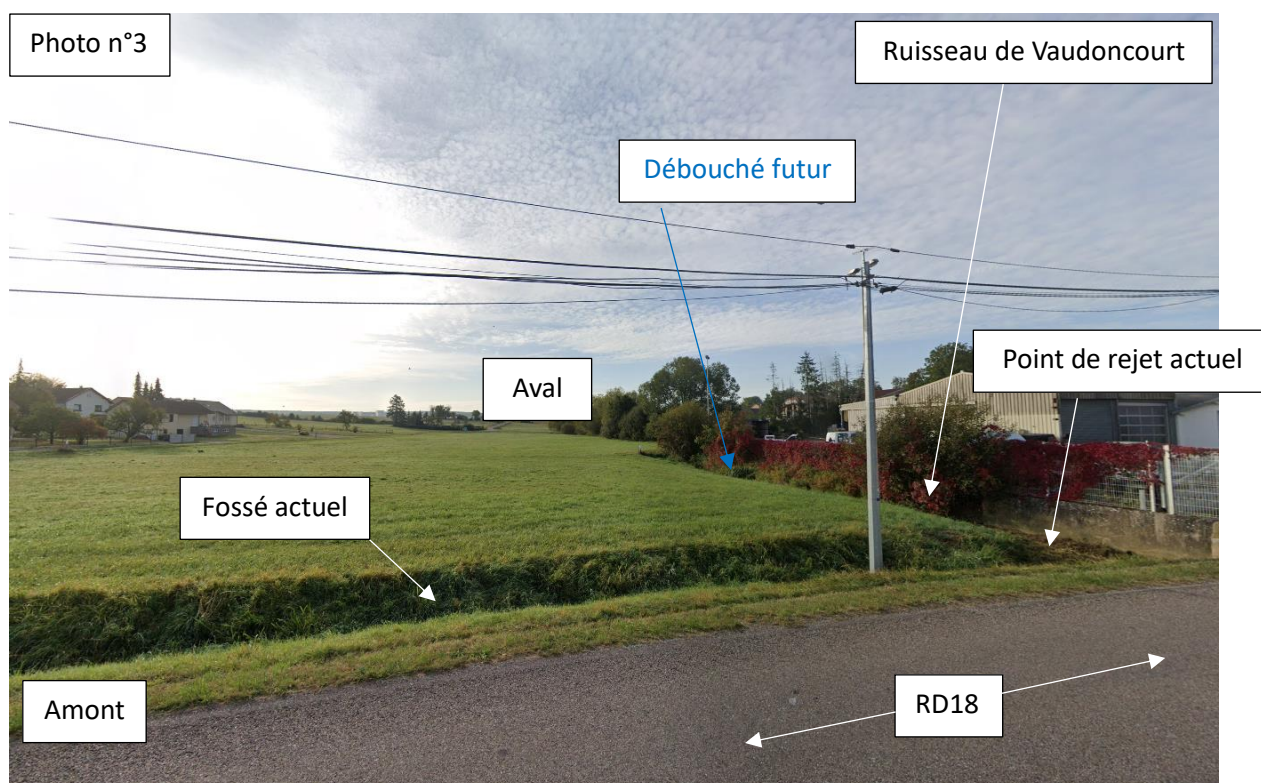 Photo n°3
Ruisseau de Vaudoncourt
Débouché futur
Point de rejet actuel
Aval
Fossé actuel
Amont
RD18